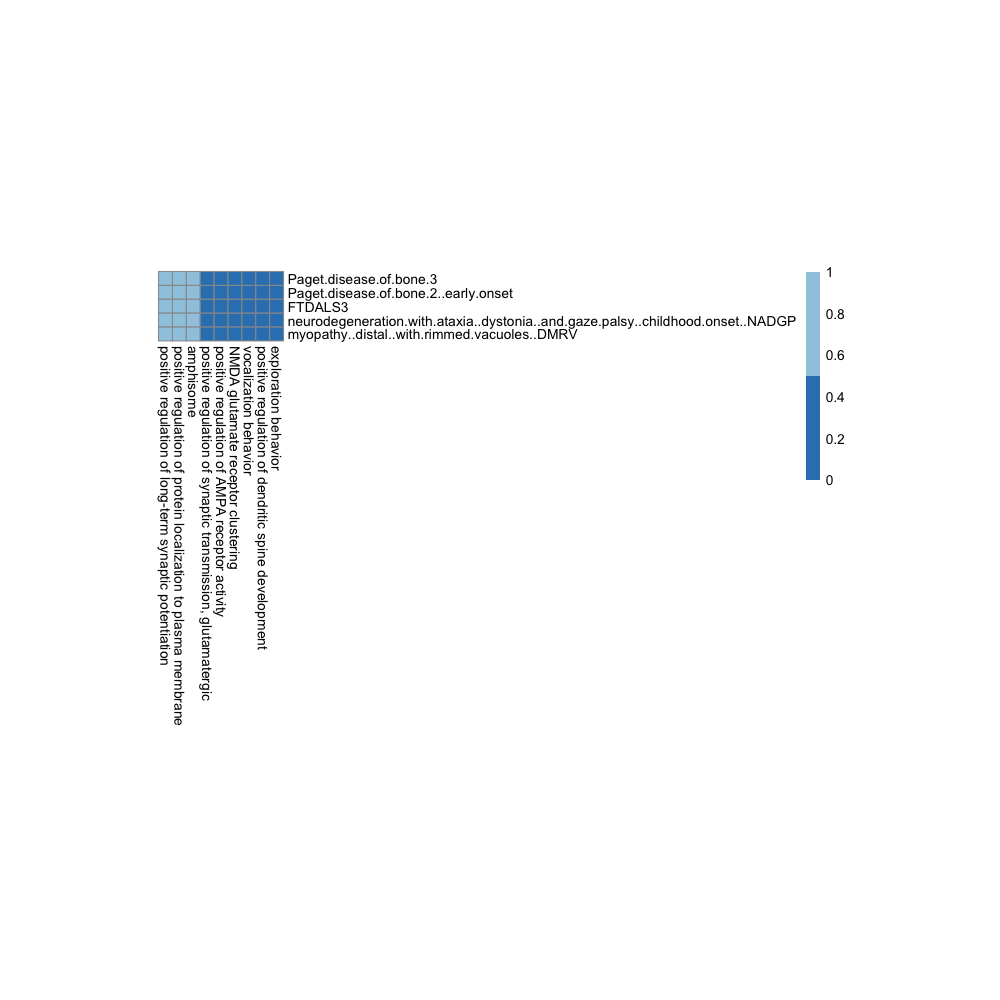 Paget.disease.of.bone.3
Paget.disease.of.bone.2..early.onset
FTDALS3
neurodegeneration.with.ataxia..dystonia..and.gaze.palsy..childhood.onset..NADGP
myopathy..distal..with.rimmed.vacuoles..DMRV
positive regulation of long-term synaptic potentiation
positive regulation of protein localization to plasma membrane
amphisome
positive regulation of synaptic transmission, glutamatergic
positive regulation of AMPA receptor activity
NMDA glutamate receptor clustering
vocalization behavior
positive regulation of dendritic spine development
exploration behavior
1
0.8
0.6
0.4
0.2
0